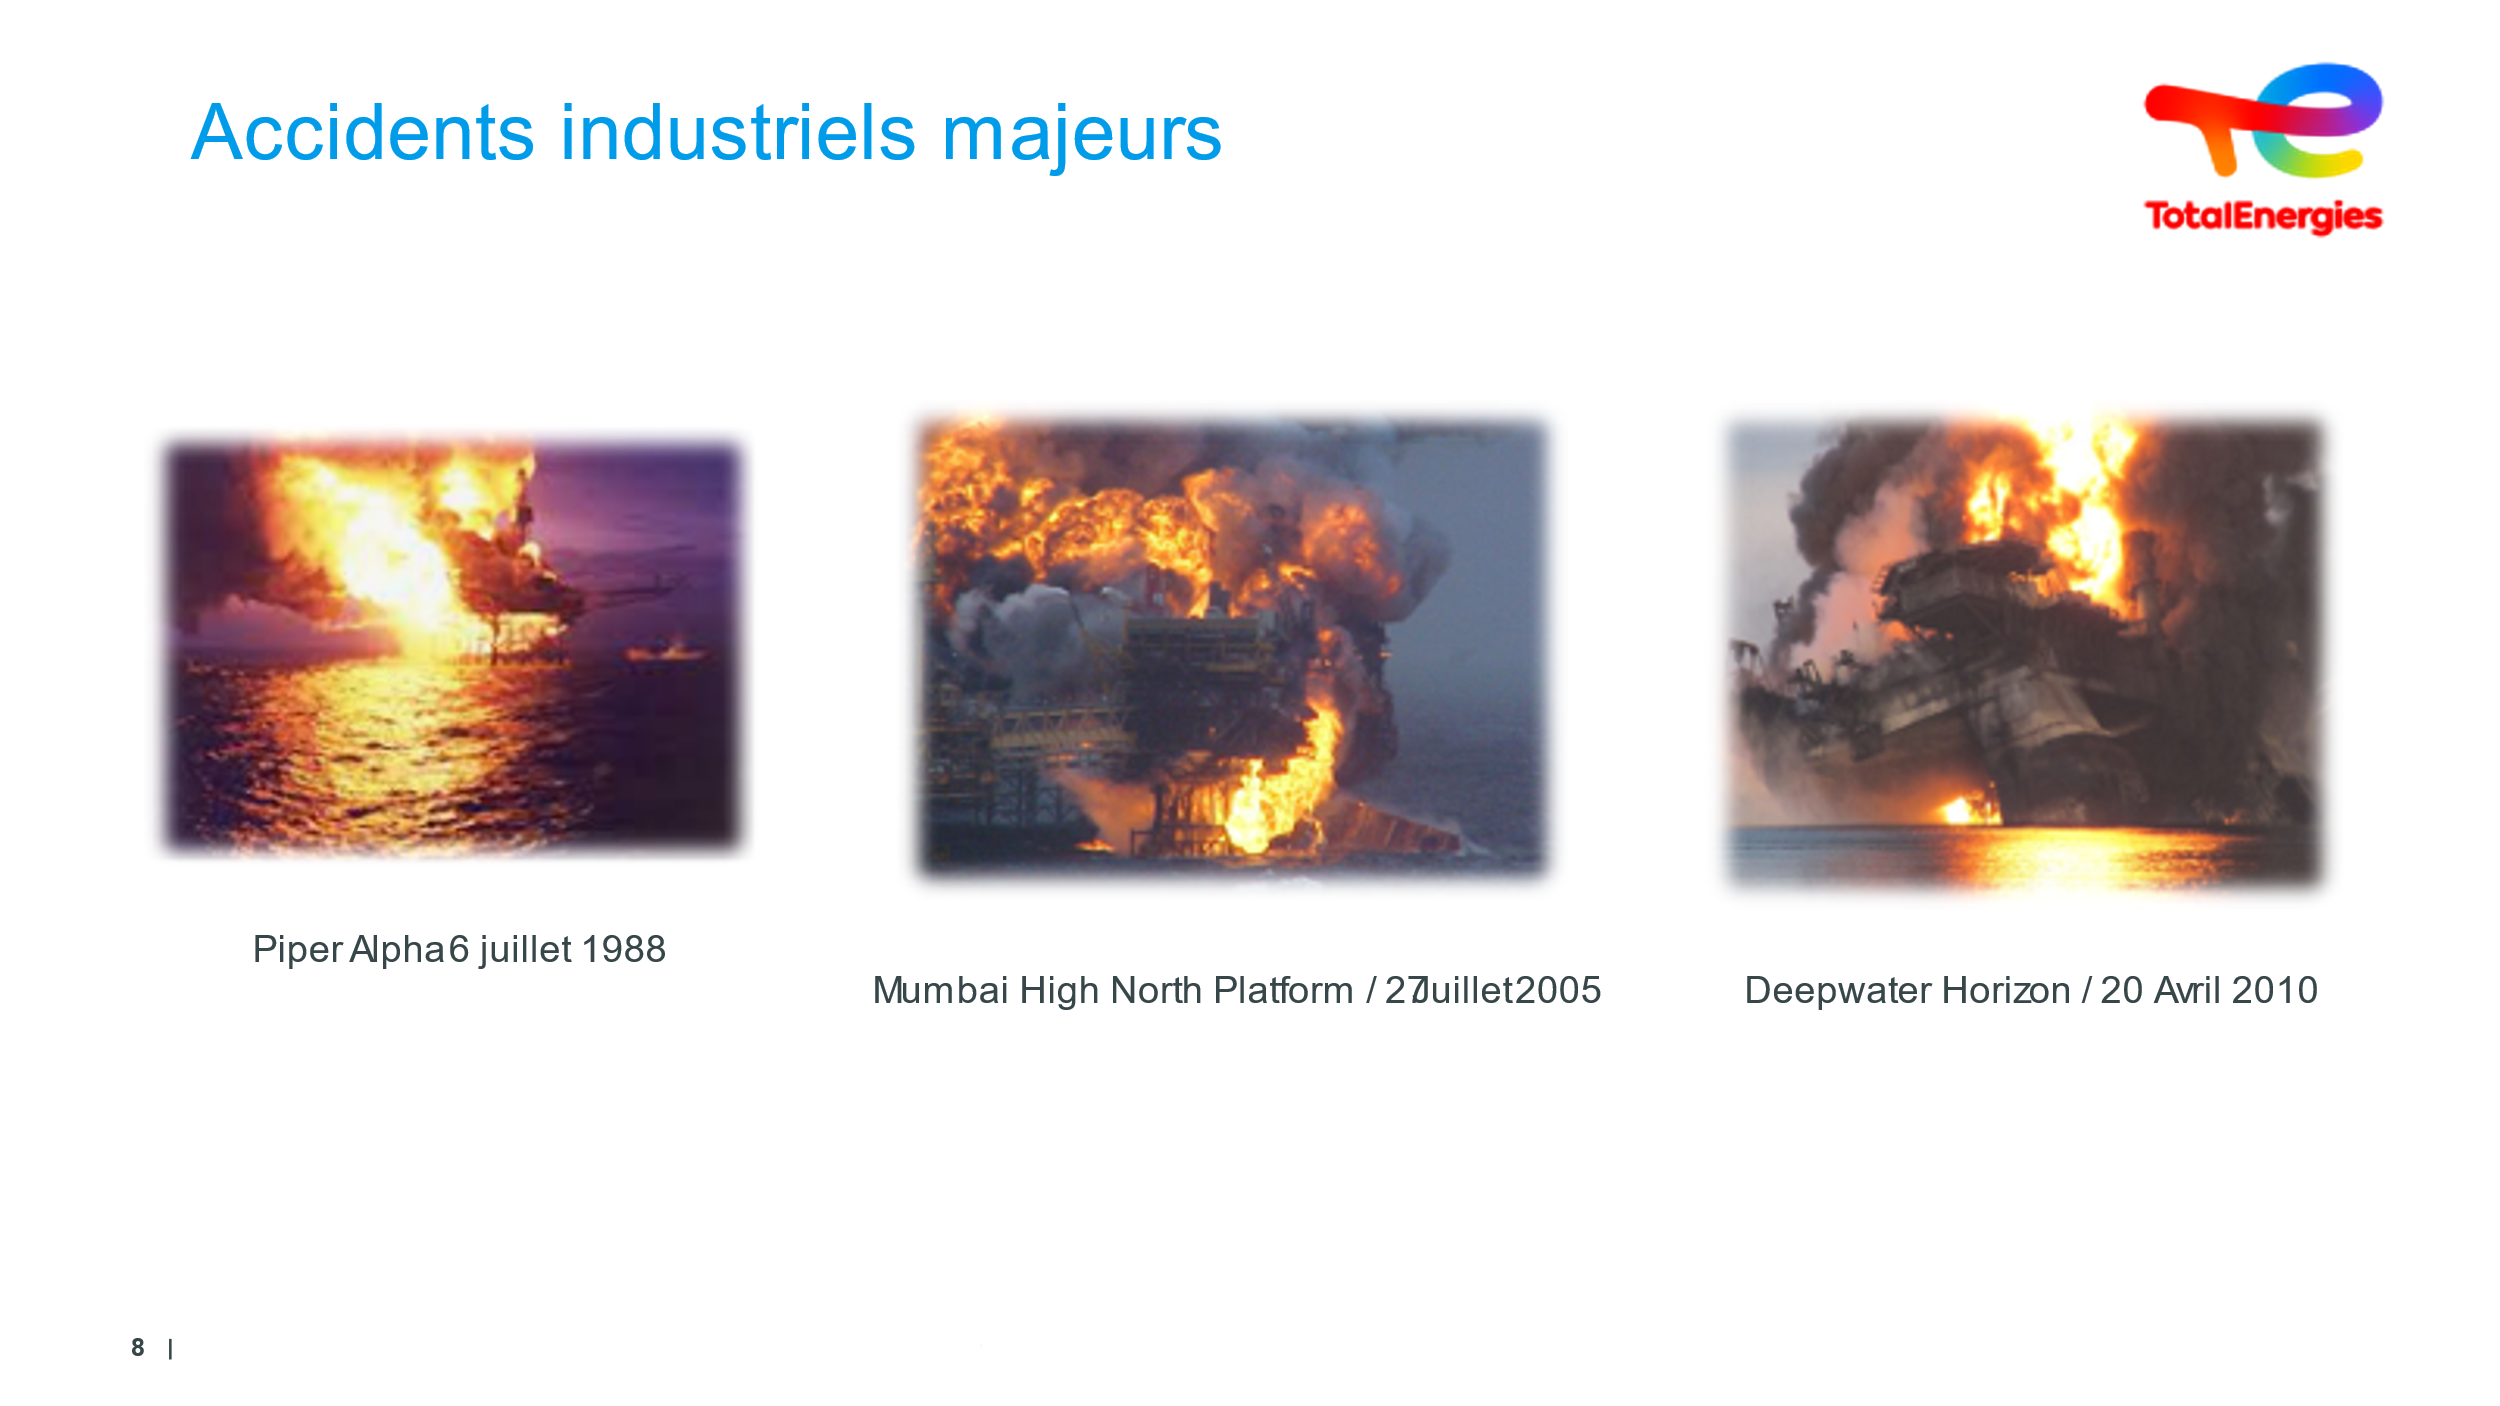 Accidents industriels majeurs
TotalEnergies
Piper Alpha 6 juillet 1988
Mumbai High North Platform / 27 Juillet 2005
Deepwater Horizon / 20 Avril 2010
8 |